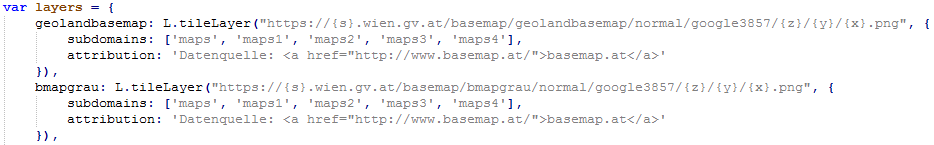 var layers = {
    geolandbasemap: L.tileLayer("https://{s}.wien.gv.at/basemap/geolandbasemap/normal/google3857/{z}/{y}/{x}.png", {
        subdomains: ['maps', 'maps1', 'maps2', 'maps3', 'maps4'],
        attribution: 'Datenquelle: <a href="http://www.basemap.at/">basemap.at</a>'
    }),
    bmapgrau: L.tileLayer("https://{s}.wien.gv.at/basemap/bmapgrau/normal/google3857/{z}/{y}/{x}.png", {
        subdomains: ['maps', 'maps1', 'maps2', 'maps3', 'maps4'],
        attribution: 'Datenquelle: <a href="http://www.basemap.at/">basemap.at</a>'
    }),